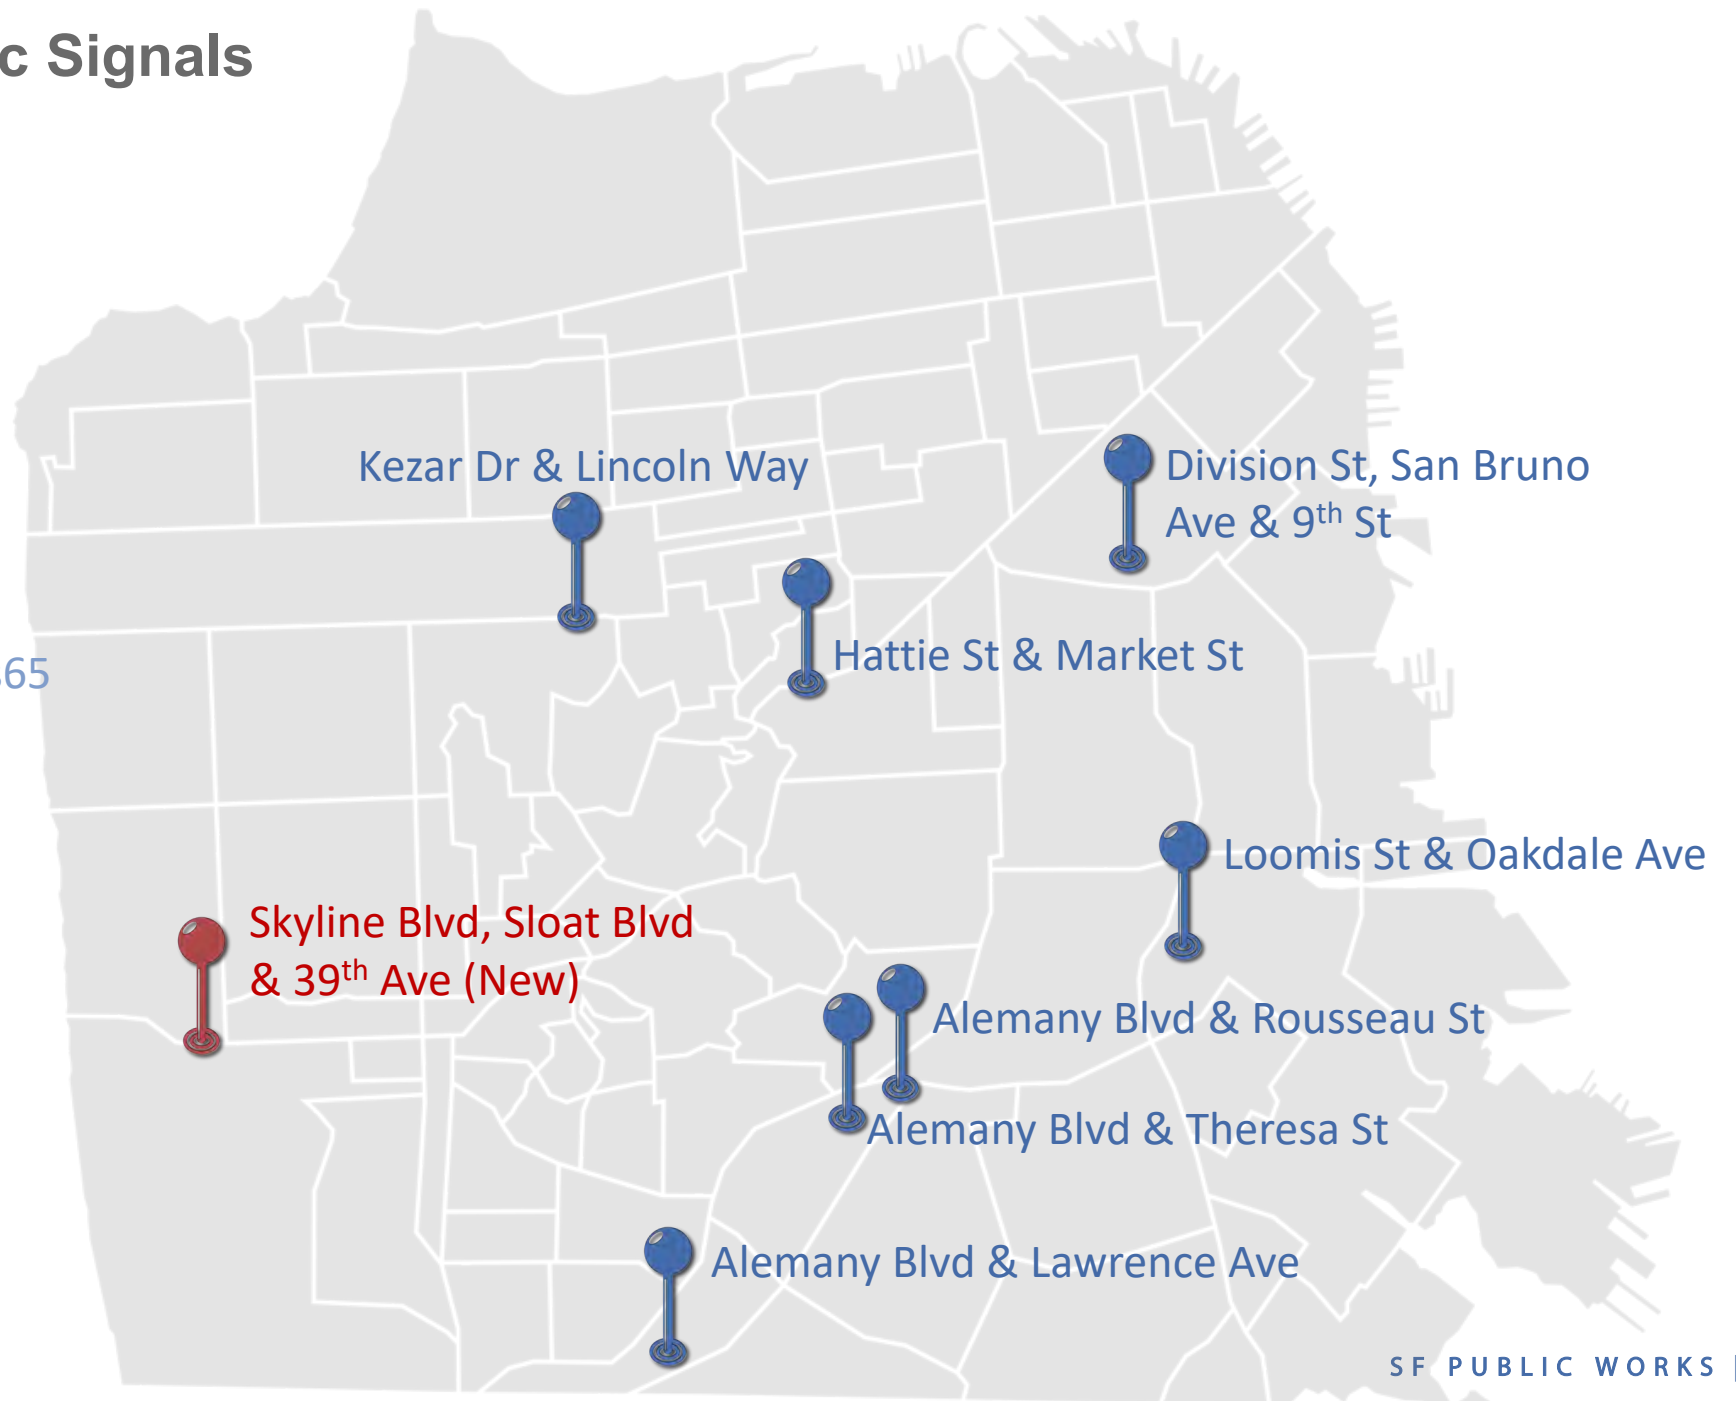 c Signals
Kezar Dr & Lincoln Way
Division St, San Bruno
Ave & 9th St
Hattie St & Market St
65
Loomis St & Oakdale Ave
Skyline Blvd, Sloat Blvd
& 39th Ave (New)
Alemany Blvd & Rousseau St
Alemany Blvd & Theresa St
Alemany Blvd & Lawrence Ave
SF PUBLIC WORKS |